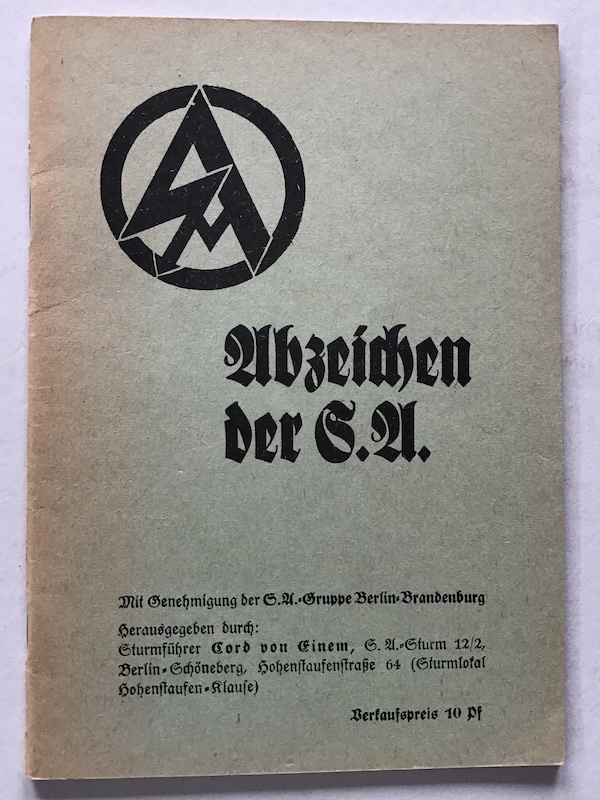 SA
Abzeichen
der S.A.
Mit Genehmigung der S.A.-Gruppe Berlin-Brandenburg
Herausgegeben durch:
Sturmführer Cord von Einem, S. A.-Sturm 12/2,
Berlin-Schöneberg, Hohenstaufenstraße 64 (Sturmlokal
Hohenstaufen-Klause)
Verkaufspreis 10 Pf